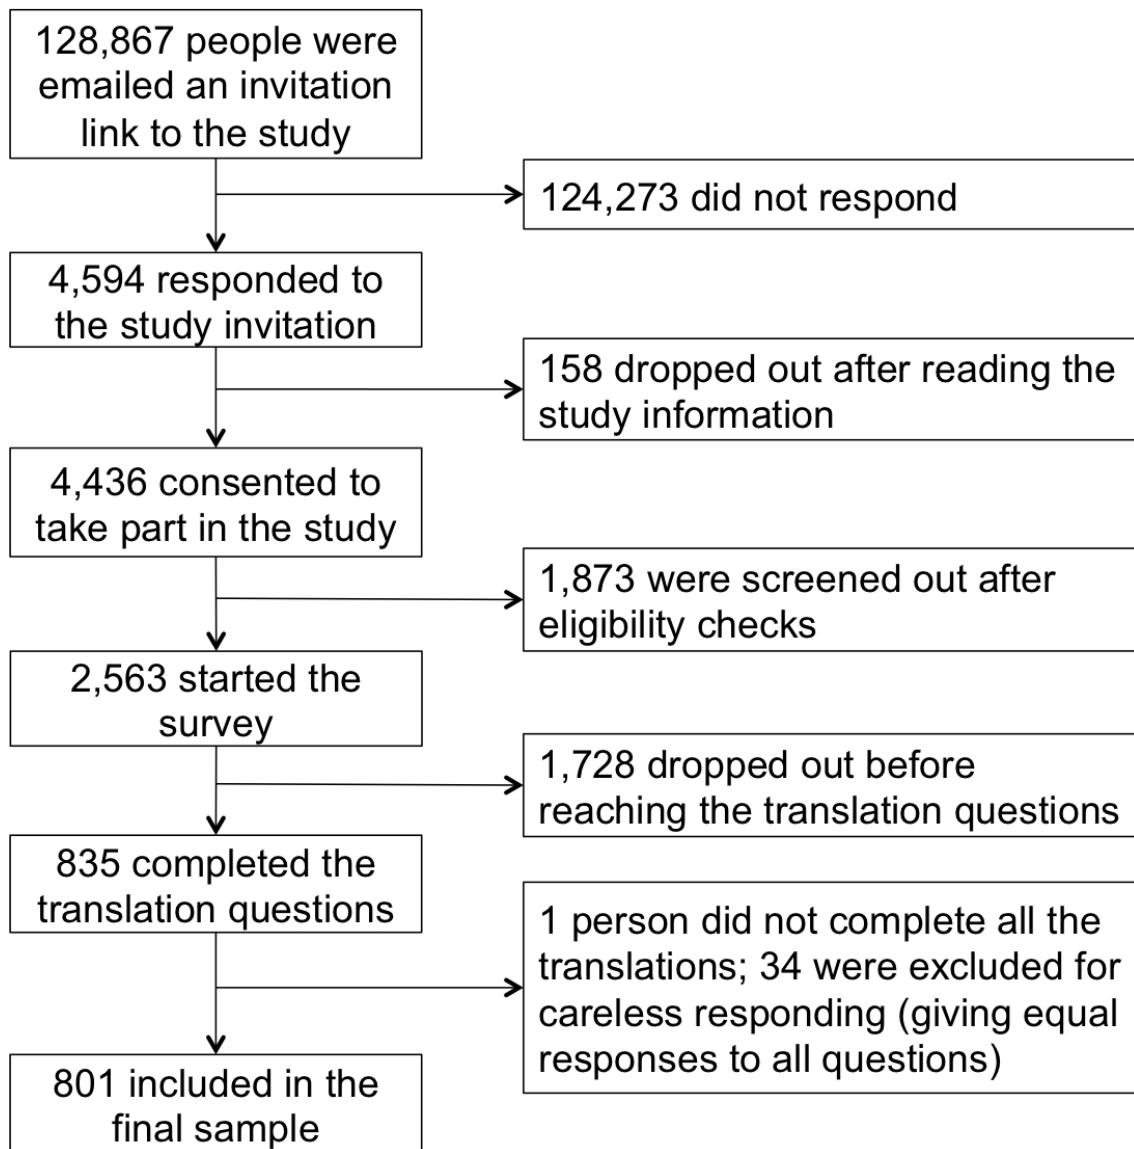 128,867 people were
emailed an invitation
link to the study
124,273 did not respond
4,594 responded to
the study invitation
158 dropped out after reading the
study information
4,436 consented to
take part in the study
1,873 were screened out after
eligibility checks
2,563 started the
survey
1,728 dropped out before
reaching the translation questions
835 completed the
translation questions
1 person did not complete all the
translations; 34 were excluded for
careless responding (giving equal
responses to all questions)
801 included in the
final sample